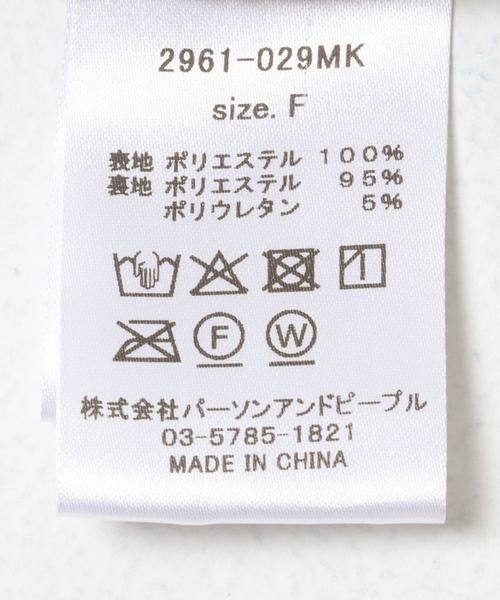 2961-029MK
size. F
表地 ポリエステル 100%
裏地 ポリエステル 95%
ポリウレタン 5%
F W
株式会社パーソンアンドピープル
03-5785-1821
MADE IN CHINA